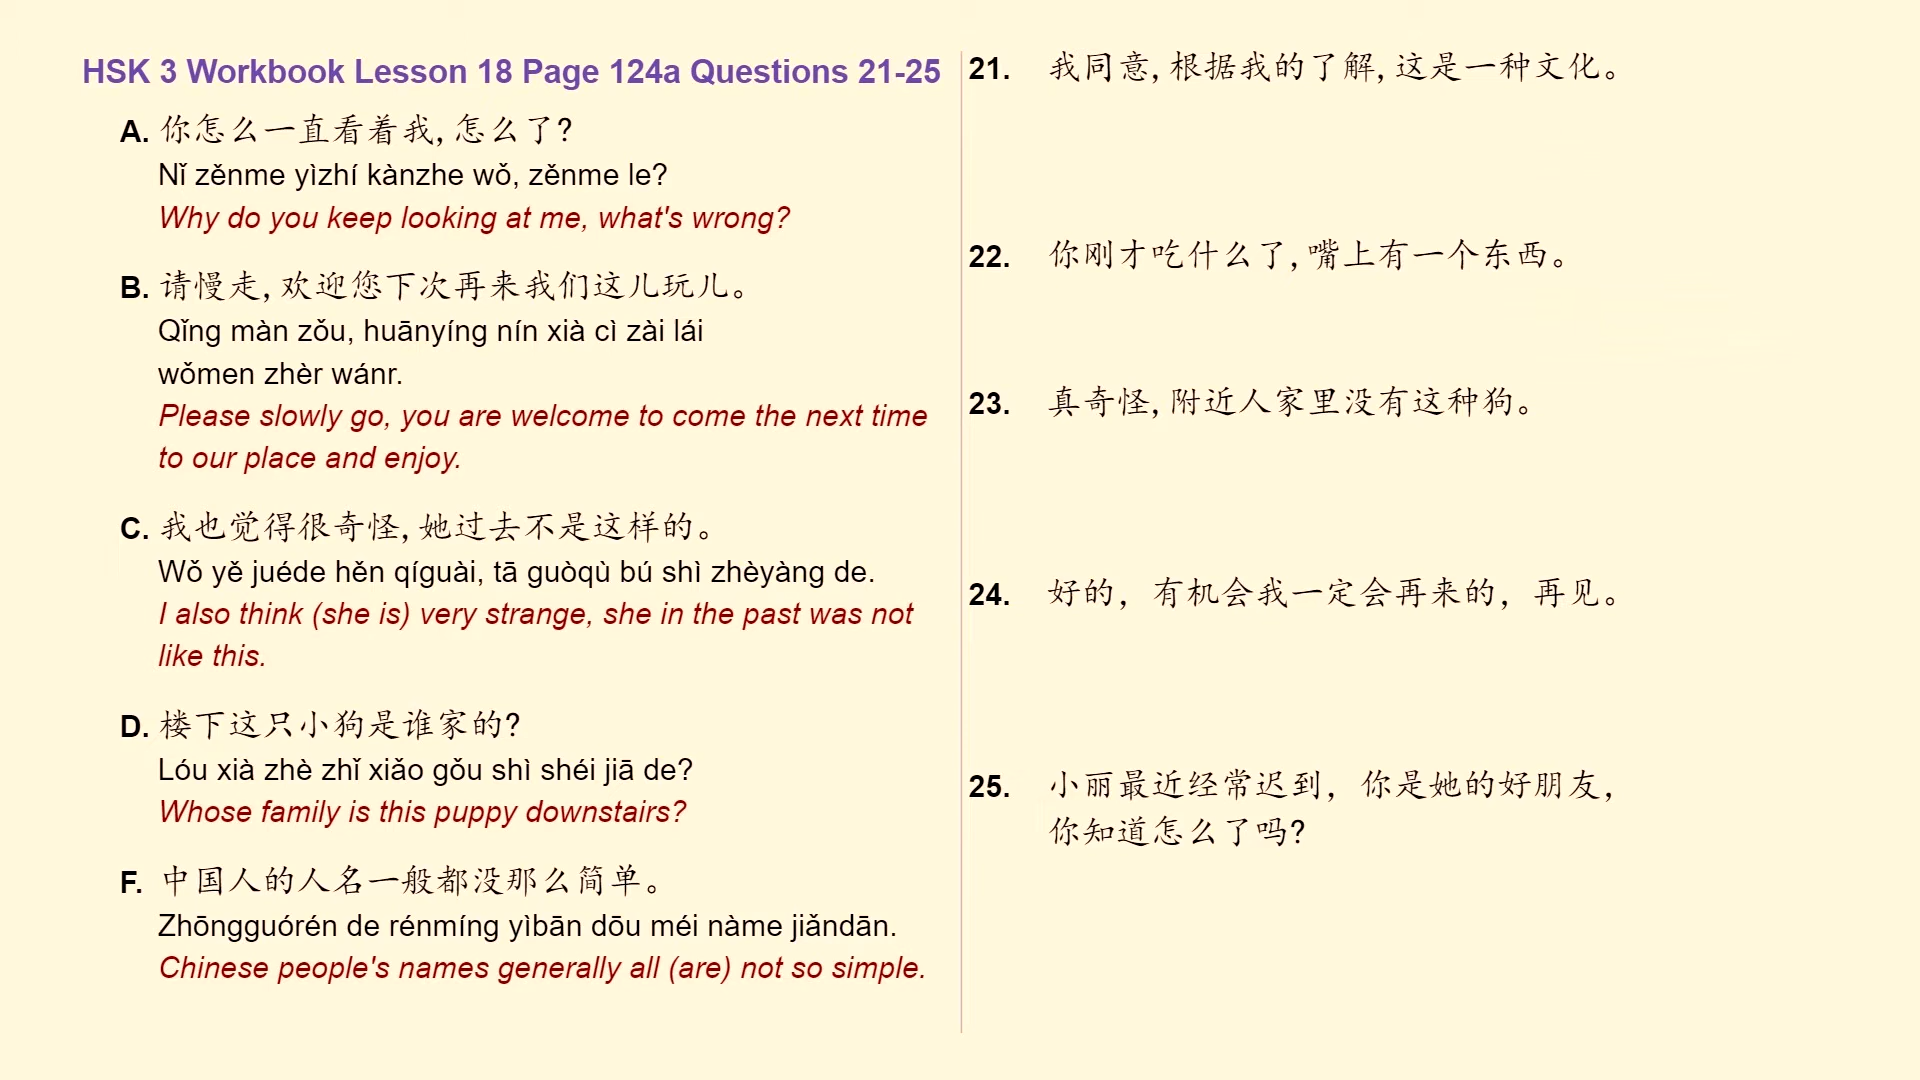 HSK 3 Workbook Lesson 18 Page 124a Questions 21-25
A. 你怎么一直看着我,怎么了?
Nǐ zěnme yìzhí kànzhe wǒ, zěnme le?
Why do you keep looking at me, what's wrong?
B. 请慢走,欢迎您下次再来我们这儿玩儿。
Qǐng màn zǒu, huānyíng nín xià cì zài lái
wǒmen zhèr wánr.
Please slowly go, you are welcome to come the next time
to our place and enjoy.
C. 我也觉得很奇怪,她过去不是这样的。
Wǒ yě juéde hěn qíguài, tā guòqù bú shì zhèyàng de.
I also think (she is) very strange, she in the past was not
like this.
D. 楼下这只小狗是谁家的?
Lóu xià zhè zhǐ xiǎo gǒu shì shéi jiā de?
Whose family is this puppy downstairs?
F. 中国人的人名一般都没那么简单。
Zhōngguórén de rénmíng yìbān dōu méi nàme jiǎndān.
Chinese people's names generally all (are) not so simple.
21. 我同意,根据我的了解,这是一种文化。
22. 你刚才吃什么了,嘴上有一个东西。
23. 真奇怪,附近人家里没有这种狗。
24. 好的，有机会我一定会再来的，再见。
25. 小丽最近经常迟到，你是她的好朋友，
你知道怎么了吗?